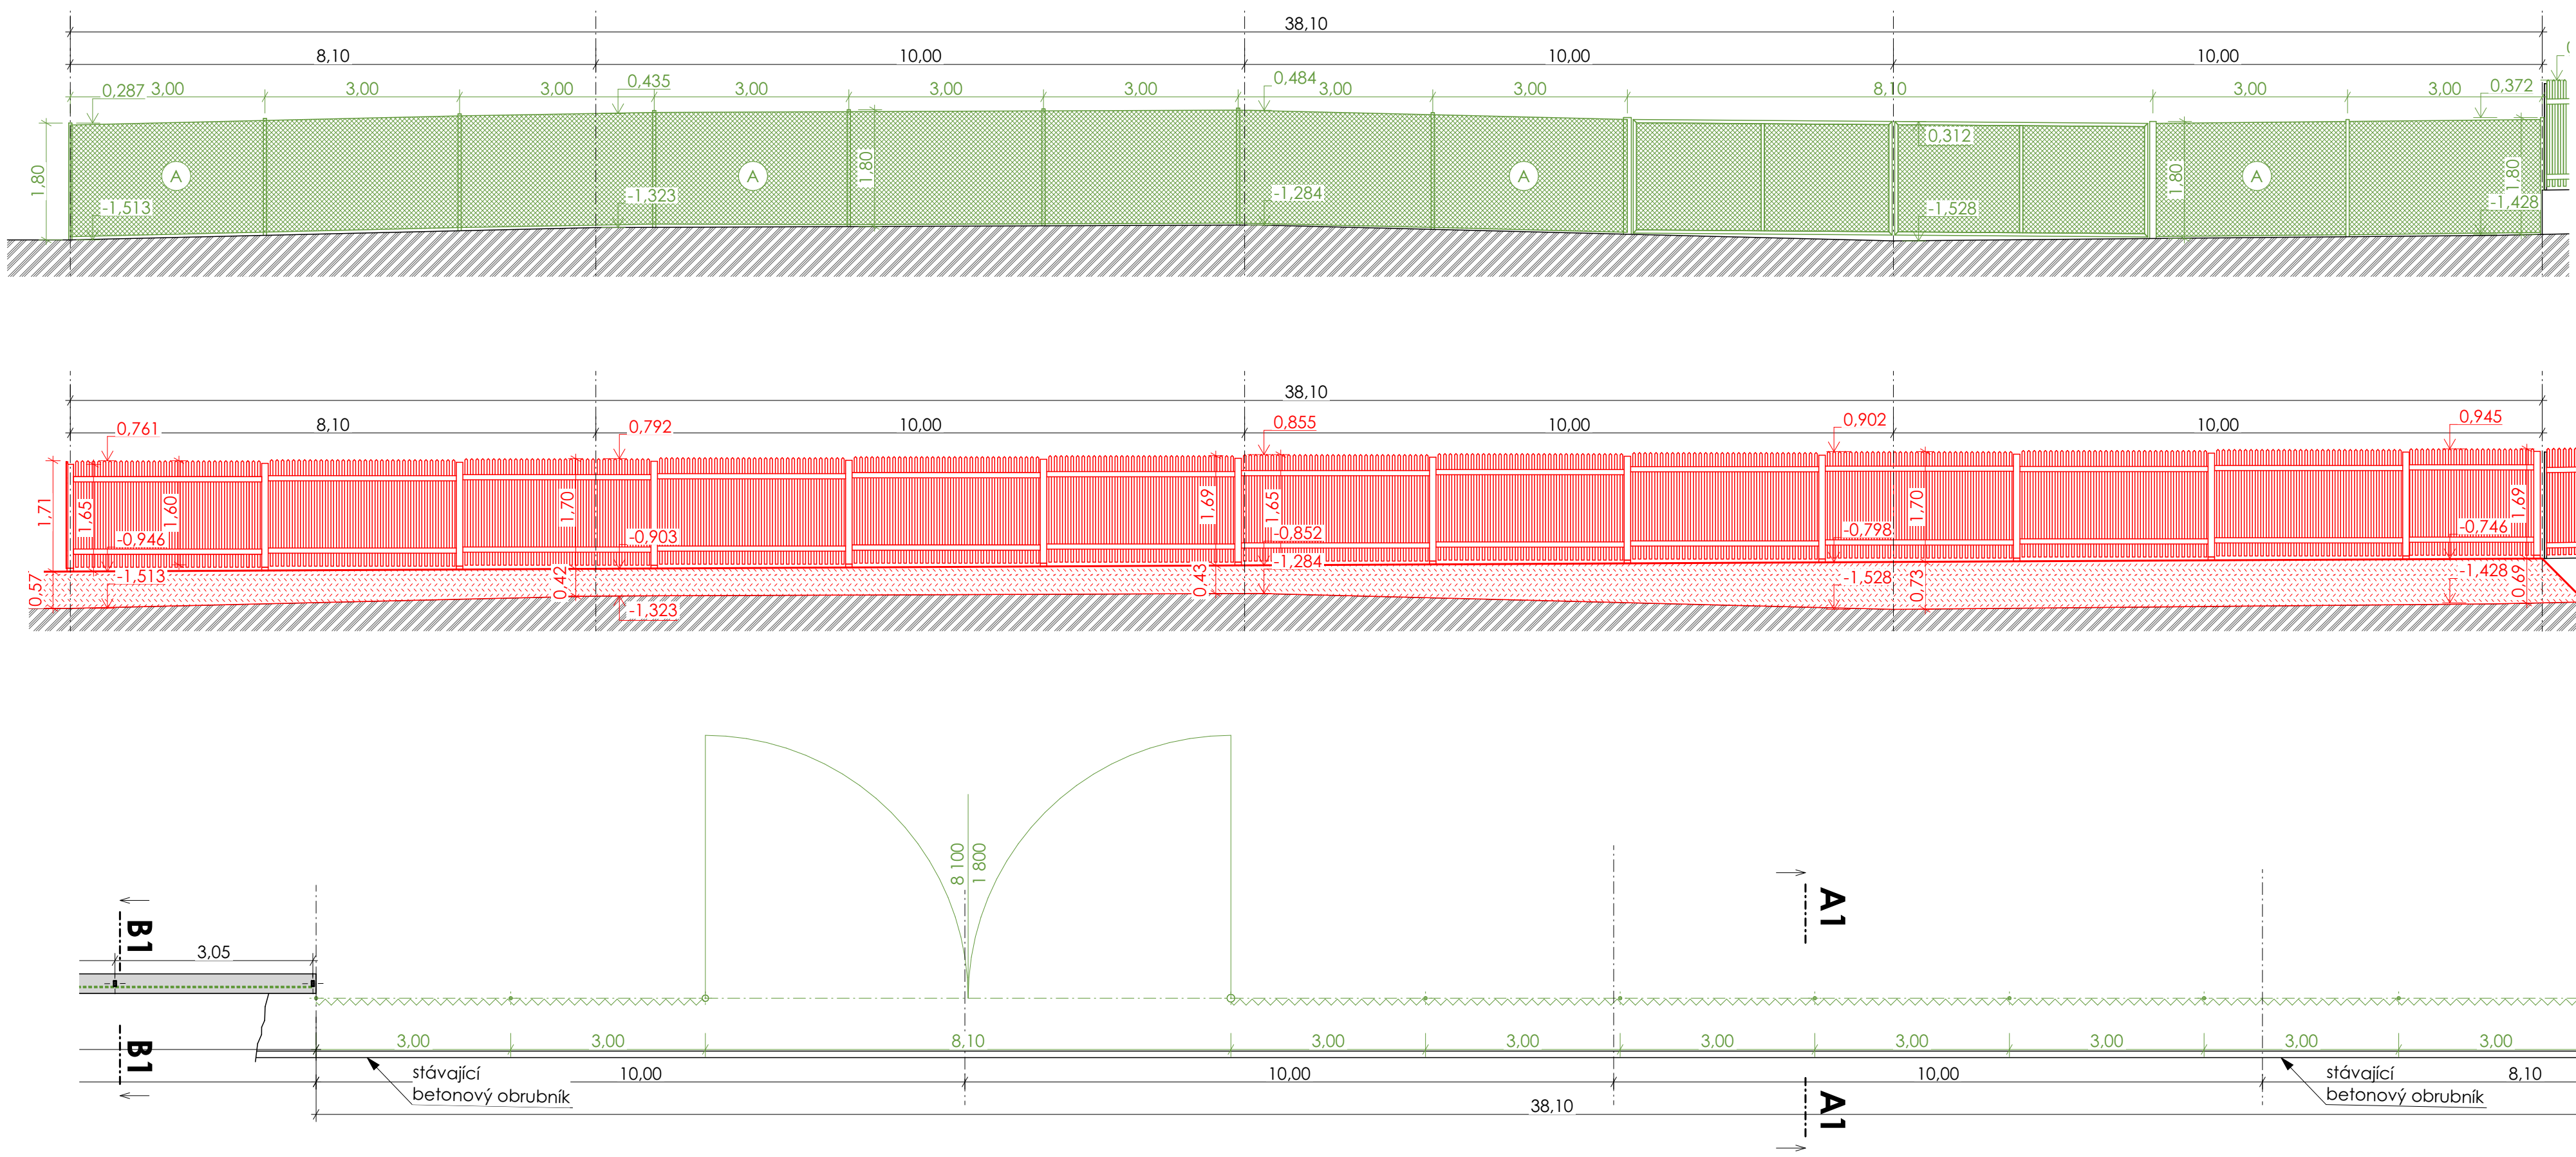 38,10
8,10 10,00 10,00 10,00
0,287 3,00 3,00 3,00 0,435 3,00 3,00 3,00 0,484 3,00 3,00 8,10 3,00 3,00 0,372
0,312
1,80 A A 1,80 A 1,80 A 1,80
-1,513 -1,323 -1,284 -1,528 -1,428
38,10
8,10 10,00 10,00 10,00
0,761 0,792 0,855 0,902 0,945
1,71 1,65 1,60 1,70 1,69 1,65 1,70 1,69
-0,946 -0,903 -0,852 -0,798 -0,746
0,57 -1,513 0,42 -1,323 0,43 -1,284 -1,528 0,73 -1,428 0,69
8 100
1 800
B1 A1
3,05
B1 3,00 3,00 8,10 3,00 3,00 3,00 3,00 3,00 3,00 3,00
stávající
betonový obrubník
10,00 10,00 10,00
stávající
betonový obrubník
8,10
38,10
A1